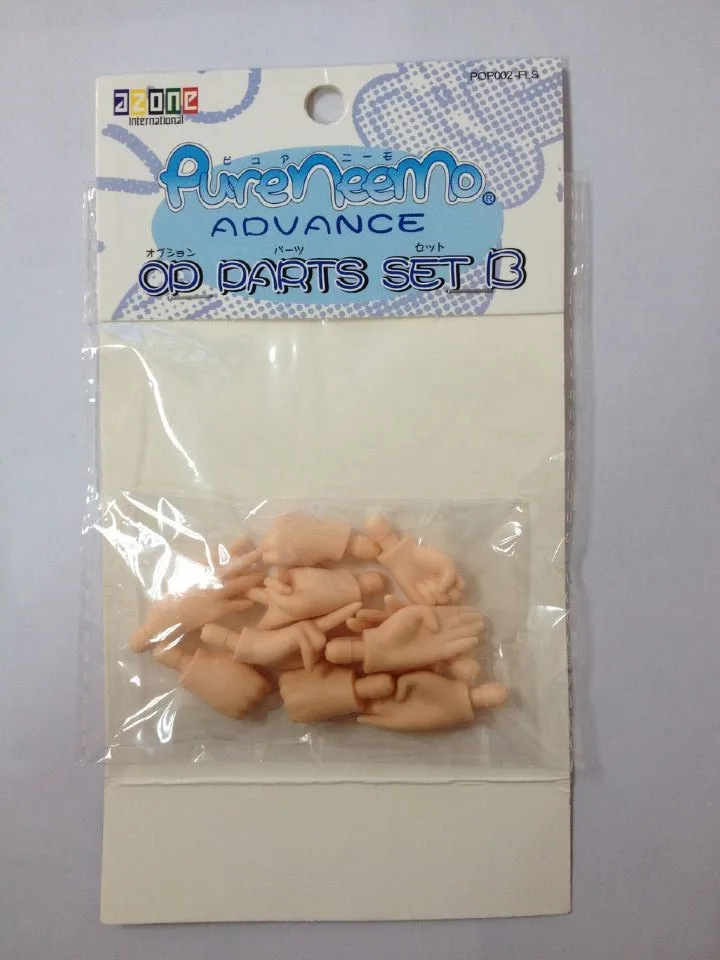 POP002-FLS
azone
International
ピュアニーモ
PureNeemo®
ADVANCE
オプション パーツ セット
OP PARTS SET B